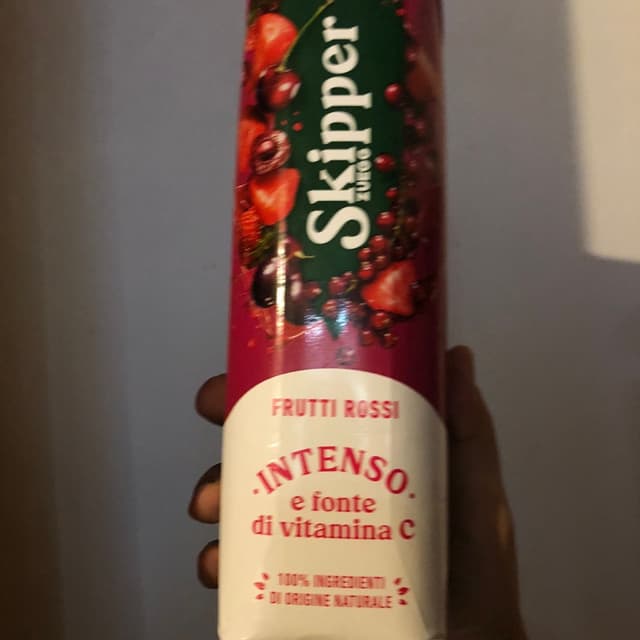 Skipper
ZUEGG
FRUTTI ROSSI
·INTENSO·
e fonte
di vitamina C
100% INGREDIENTI
DI ORIGINE NATURALE